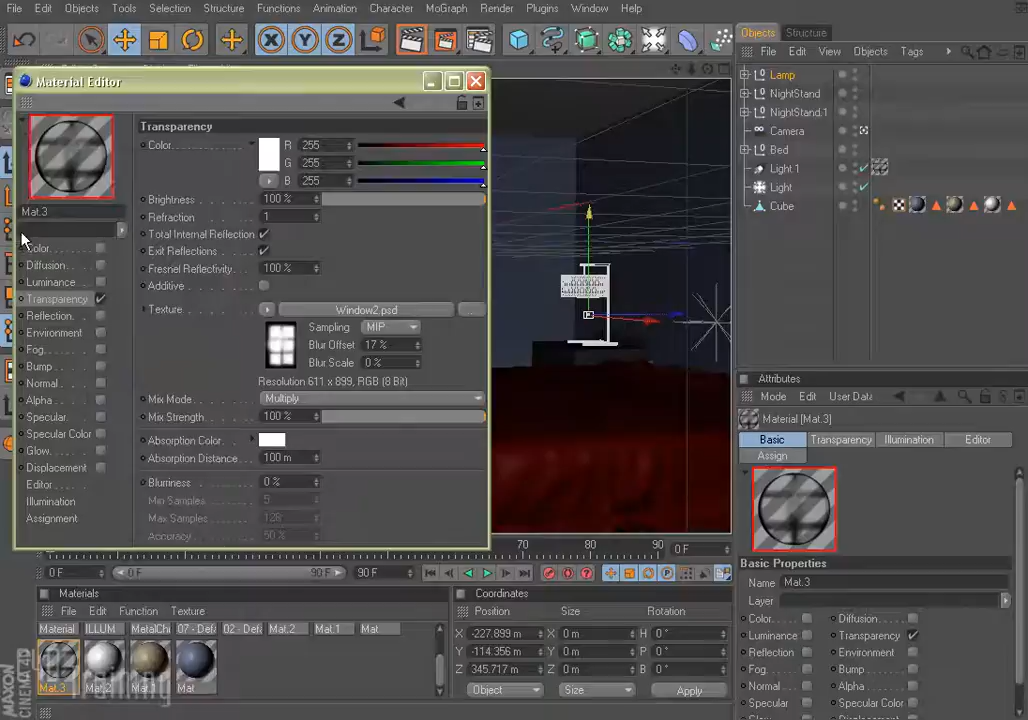 File Edit Objects Tools Selection Structure Functions Animation Character MoGraph Render Plugins Window Help
Objects Structure
File Edit View Objects Tags
Lamp
NightStand
NightStand.1
Camera
Bed
Light.1
Light
Cube
Material Editor
Mat.3
Color
Diffusion
Luminance
Transparency
Reflection
Environment
Fog
Bump
Normal
Alpha
Specular
Specular Color
Glow
Displacement
Editor
Illumination
Assignment
Transparency
Color R 255
G 255
B 255
Brightness 100 %
Refraction 1
Total Internal Reflection
Exit Reflections
Fresnel Reflectivity 100 %
Additive
Texture Window2.psd ...
Sampling MIP
Blur Offset 17 %
Blur Scale 0 %
Resolution 611 x 899, RGB (8 Bit)
Mix Mode Multiply
Mix Strength 100 %
Absorption Color
Absorption Distance 100 m
Blurriness 0 %
Min Samples 5
Max Samples 128
Accuracy 50 %
70 80 90 0 F
0 F 0 F 90 F 90 F
Materials
File Edit Function Texture
Material ILLUM MetalChr 07 - Defa 02 - Defa Mat.2 Mat.1 Mat
Mat.3 Mat.2 Mat.1 Mat
Coordinates
Position Size Rotation
X -227.899 m X 0 m H 0 °
Y -114.356 m Y 0 m P 0 °
Z 345.717 m Z 0 m B 0 °
Object Size Apply
Attributes
Mode Edit User Data
Material [Mat.3]
Basic Transparency Illumination Editor
Assign
Basic Properties
Name Mat.3
Layer
Color Diffusion
Luminance Transparency
Reflection Environment
Fog Bump
Normal Alpha
Specular Specular Color
MAXON
CINEMA 4D
Training